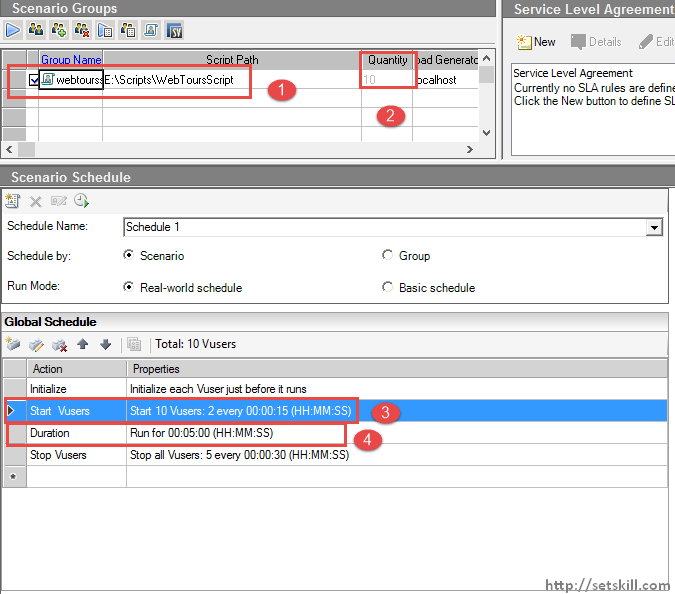 Scenario Groups
Service Level Agreement
New Details Edit
Group Name Script Path Quantity oad Generato
webtourss E:\Scripts\WebToursScript 10 localhost
1
2
Service Level Agreement
Currently no SLA rules are define
Click the New button to define SL
Scenario Schedule
Schedule Name: Schedule 1
Schedule by: Scenario Group
Run Mode: Real-world schedule Basic schedule
Global Schedule
Total: 10 Vusers
Action Properties
Initialize Initialize each Vuser just before it runs
Start Vusers Start 10 Vusers: 2 every 00:00:15 (HH:MM:SS)
3
Duration Run for 00:05:00 (HH:MM:SS)
4
Stop Vusers Stop all Vusers: 5 every 00:00:30 (HH:MM:SS)
http://setskill.com